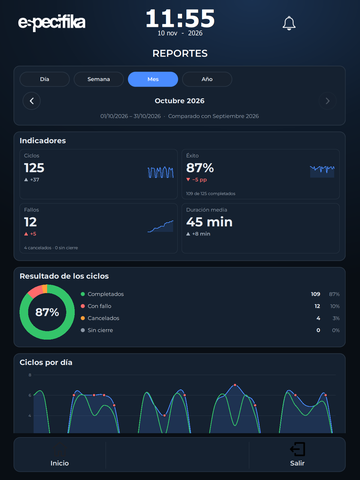 e·specifika
11:55
10 nov · 2026
REPORTES
Día
Semana
Mes
Año
Octubre 2026
01/10/2026 – 31/10/2026 · Comparado con Septiembre 2026
Indicadores
Ciclos
125
▲ +37
Éxito
87%
▼ −5 pp
109 de 125 completados
Fallos
12
▲ +5
4 cancelados · 0 sin cierre
Duración media
45 min
▲ +8 min
Resultado de los ciclos
87%
Completados 109 87%
Con fallo 12 10%
Cancelados 4 3%
Sin cierre 0 0%
Ciclos por día
Inicio
Salir